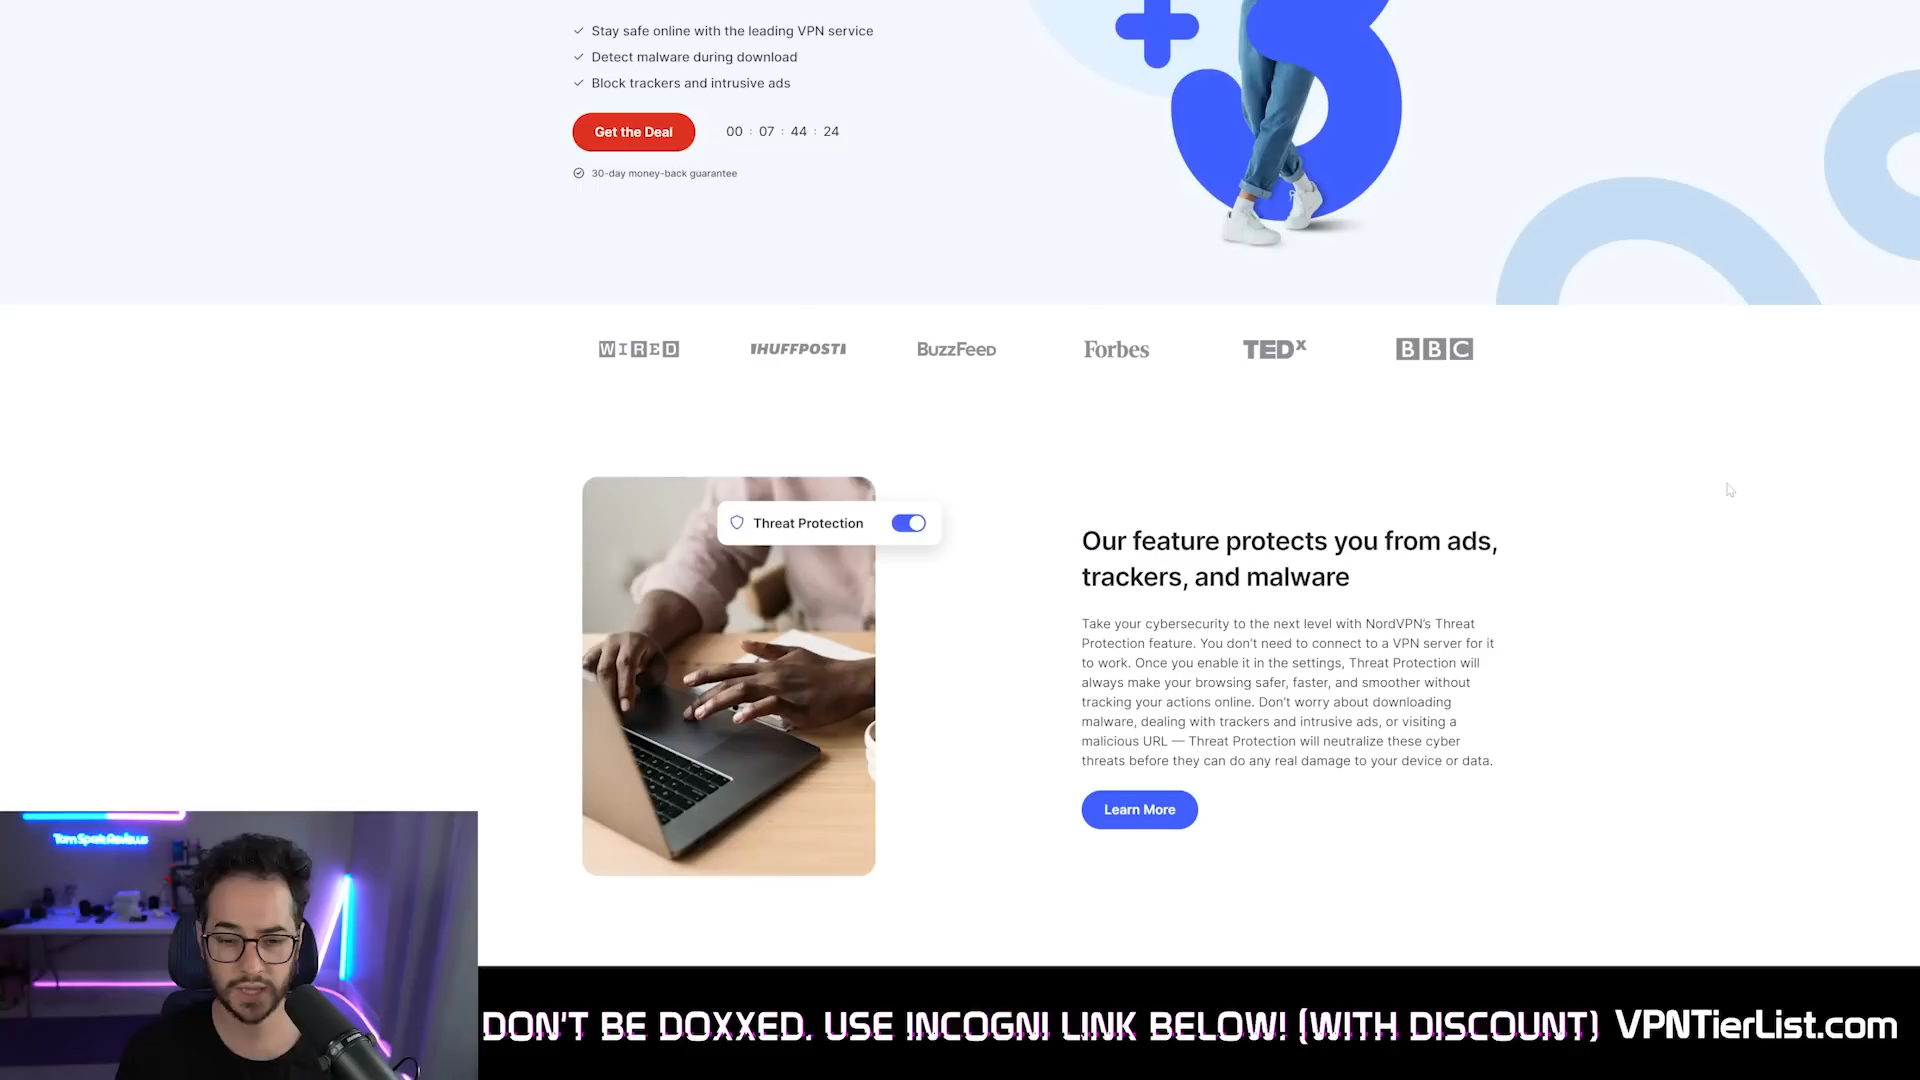 Stay safe online with the leading VPN service
Detect malware during download
Block trackers and intrusive ads
Get the Deal
00 : 07 : 44 : 24
30-day money-back guarantee
WIRED
IHUFFPOSTI
BuzzFeeD
Forbes
TEDx
BBC
Threat Protection
Our feature protects you from ads,
trackers, and malware
Take your cybersecurity to the next level with NordVPN's Threat
Protection feature. You don't need to connect to a VPN server for it
to work. Once you enable it in the settings, Threat Protection will
always make your browsing safer, faster, and smoother without
tracking your actions online. Don't worry about downloading
malware, dealing with trackers and intrusive ads, or visiting a
malicious URL — Threat Protection will neutralize these cyber
threats before they can do any real damage to your device or data.
Learn More
Tom Spark Reviews
DON'T BE DOXXED. USE INCOGNI LINK BELOW! (WITH DISCOUNT)
VPNTierList.com